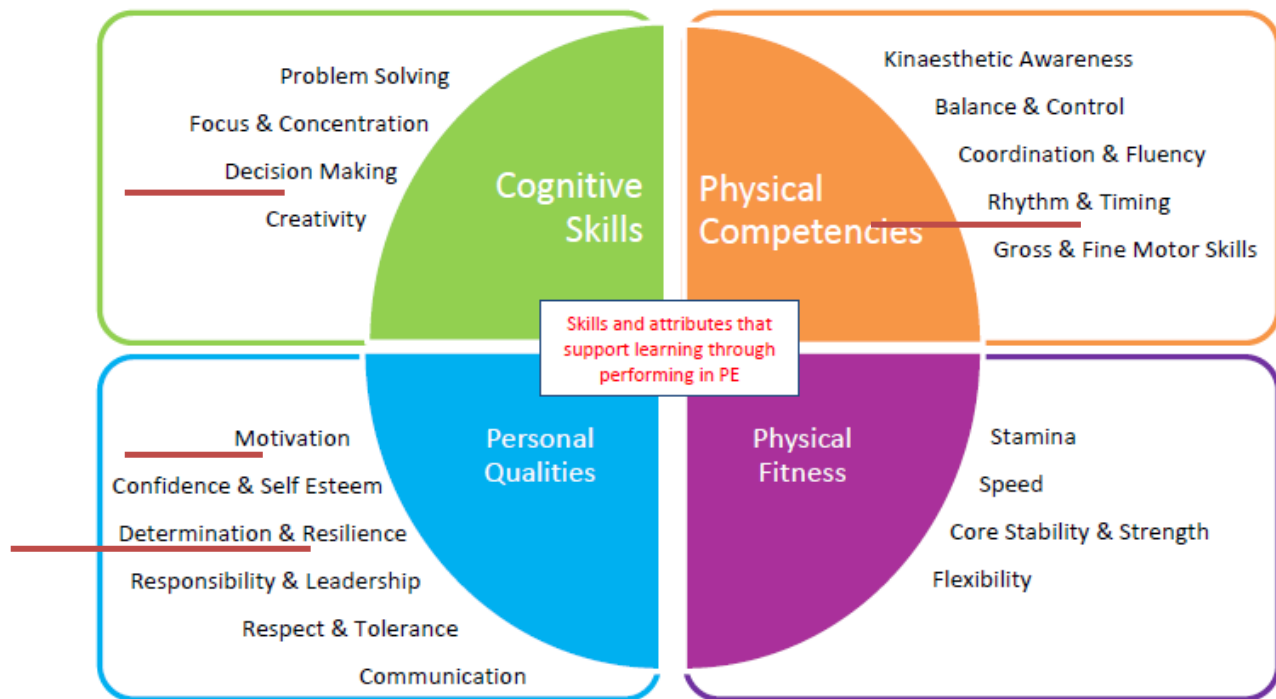 Problem Solving
Focus & Concentration
Decision Making
Creativity
Cognitive
Skills
Physical
Competencies
Kinaesthetic Awareness
Balance & Control
Coordination & Fluency
Rhythm & Timing
Gross & Fine Motor Skills
Skills and attributes that
support learning through
performing in PE
Motivation
Confidence & Self Esteem
Determination & Resilience
Responsibility & Leadership
Respect & Tolerance
Communication
Personal
Qualities
Physical
Fitness
Stamina
Speed
Core Stability & Strength
Flexibility